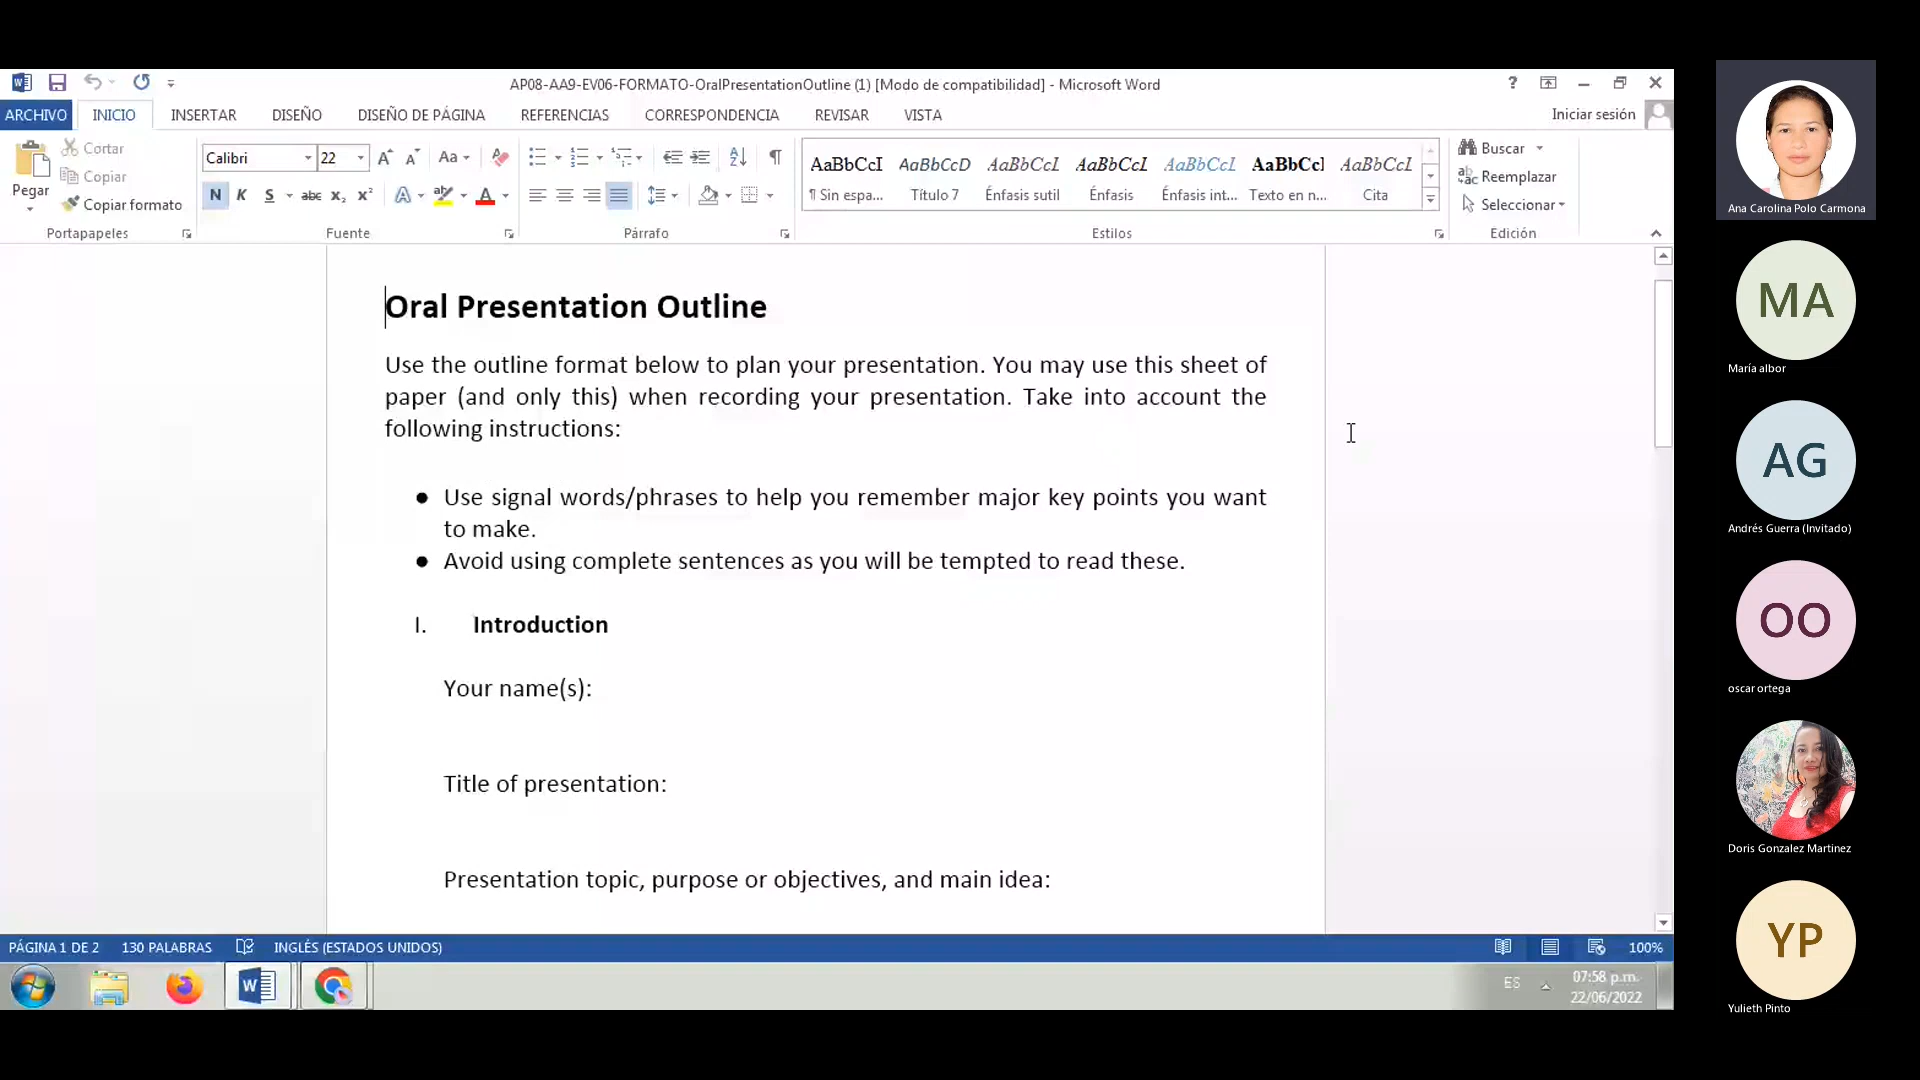 AP08-AA9-EV06-FORMATO-OralPresentationOutline (1) [Modo de compatibilidad] - Microsoft Word
ARCHIVO INICIO INSERTAR DISEÑO DISEÑO DE PÁGINA REFERENCIAS CORRESPONDENCIA REVISAR VISTA Iniciar sesión
Pegar
Cortar
Copiar
Copiar formato
Portapapeles
Calibri 22
Fuente
Párrafo
AaBbCcI AaBbCcD AaBbCcI AaBbCcI AaBbCcI AaBbCcI AaBbCcI
¶ Sin espa... Título 7 Énfasis sutil Énfasis Énfasis int... Texto en n... Cita
Estilos
Buscar
Reemplazar
Seleccionar
Edición
Oral Presentation Outline
Use the outline format below to plan your presentation. You may use this sheet of
paper (and only this) when recording your presentation. Take into account the
following instructions:
● Use signal words/phrases to help you remember major key points you want
to make.
● Avoid using complete sentences as you will be tempted to read these.
I. Introduction
Your name(s):
Title of presentation:
Presentation topic, purpose or objectives, and main idea:
PÁGINA 1 DE 2 130 PALABRAS INGLÉS (ESTADOS UNIDOS) 100%
ES 07:58 p.m.
22/06/2022
Ana Carolina Polo Carmona
MA
María albor
AG
Andrés Guerra (Invitado)
OO
oscar ortega
Doris Gonzalez Martinez
YP
Yulieth Pinto